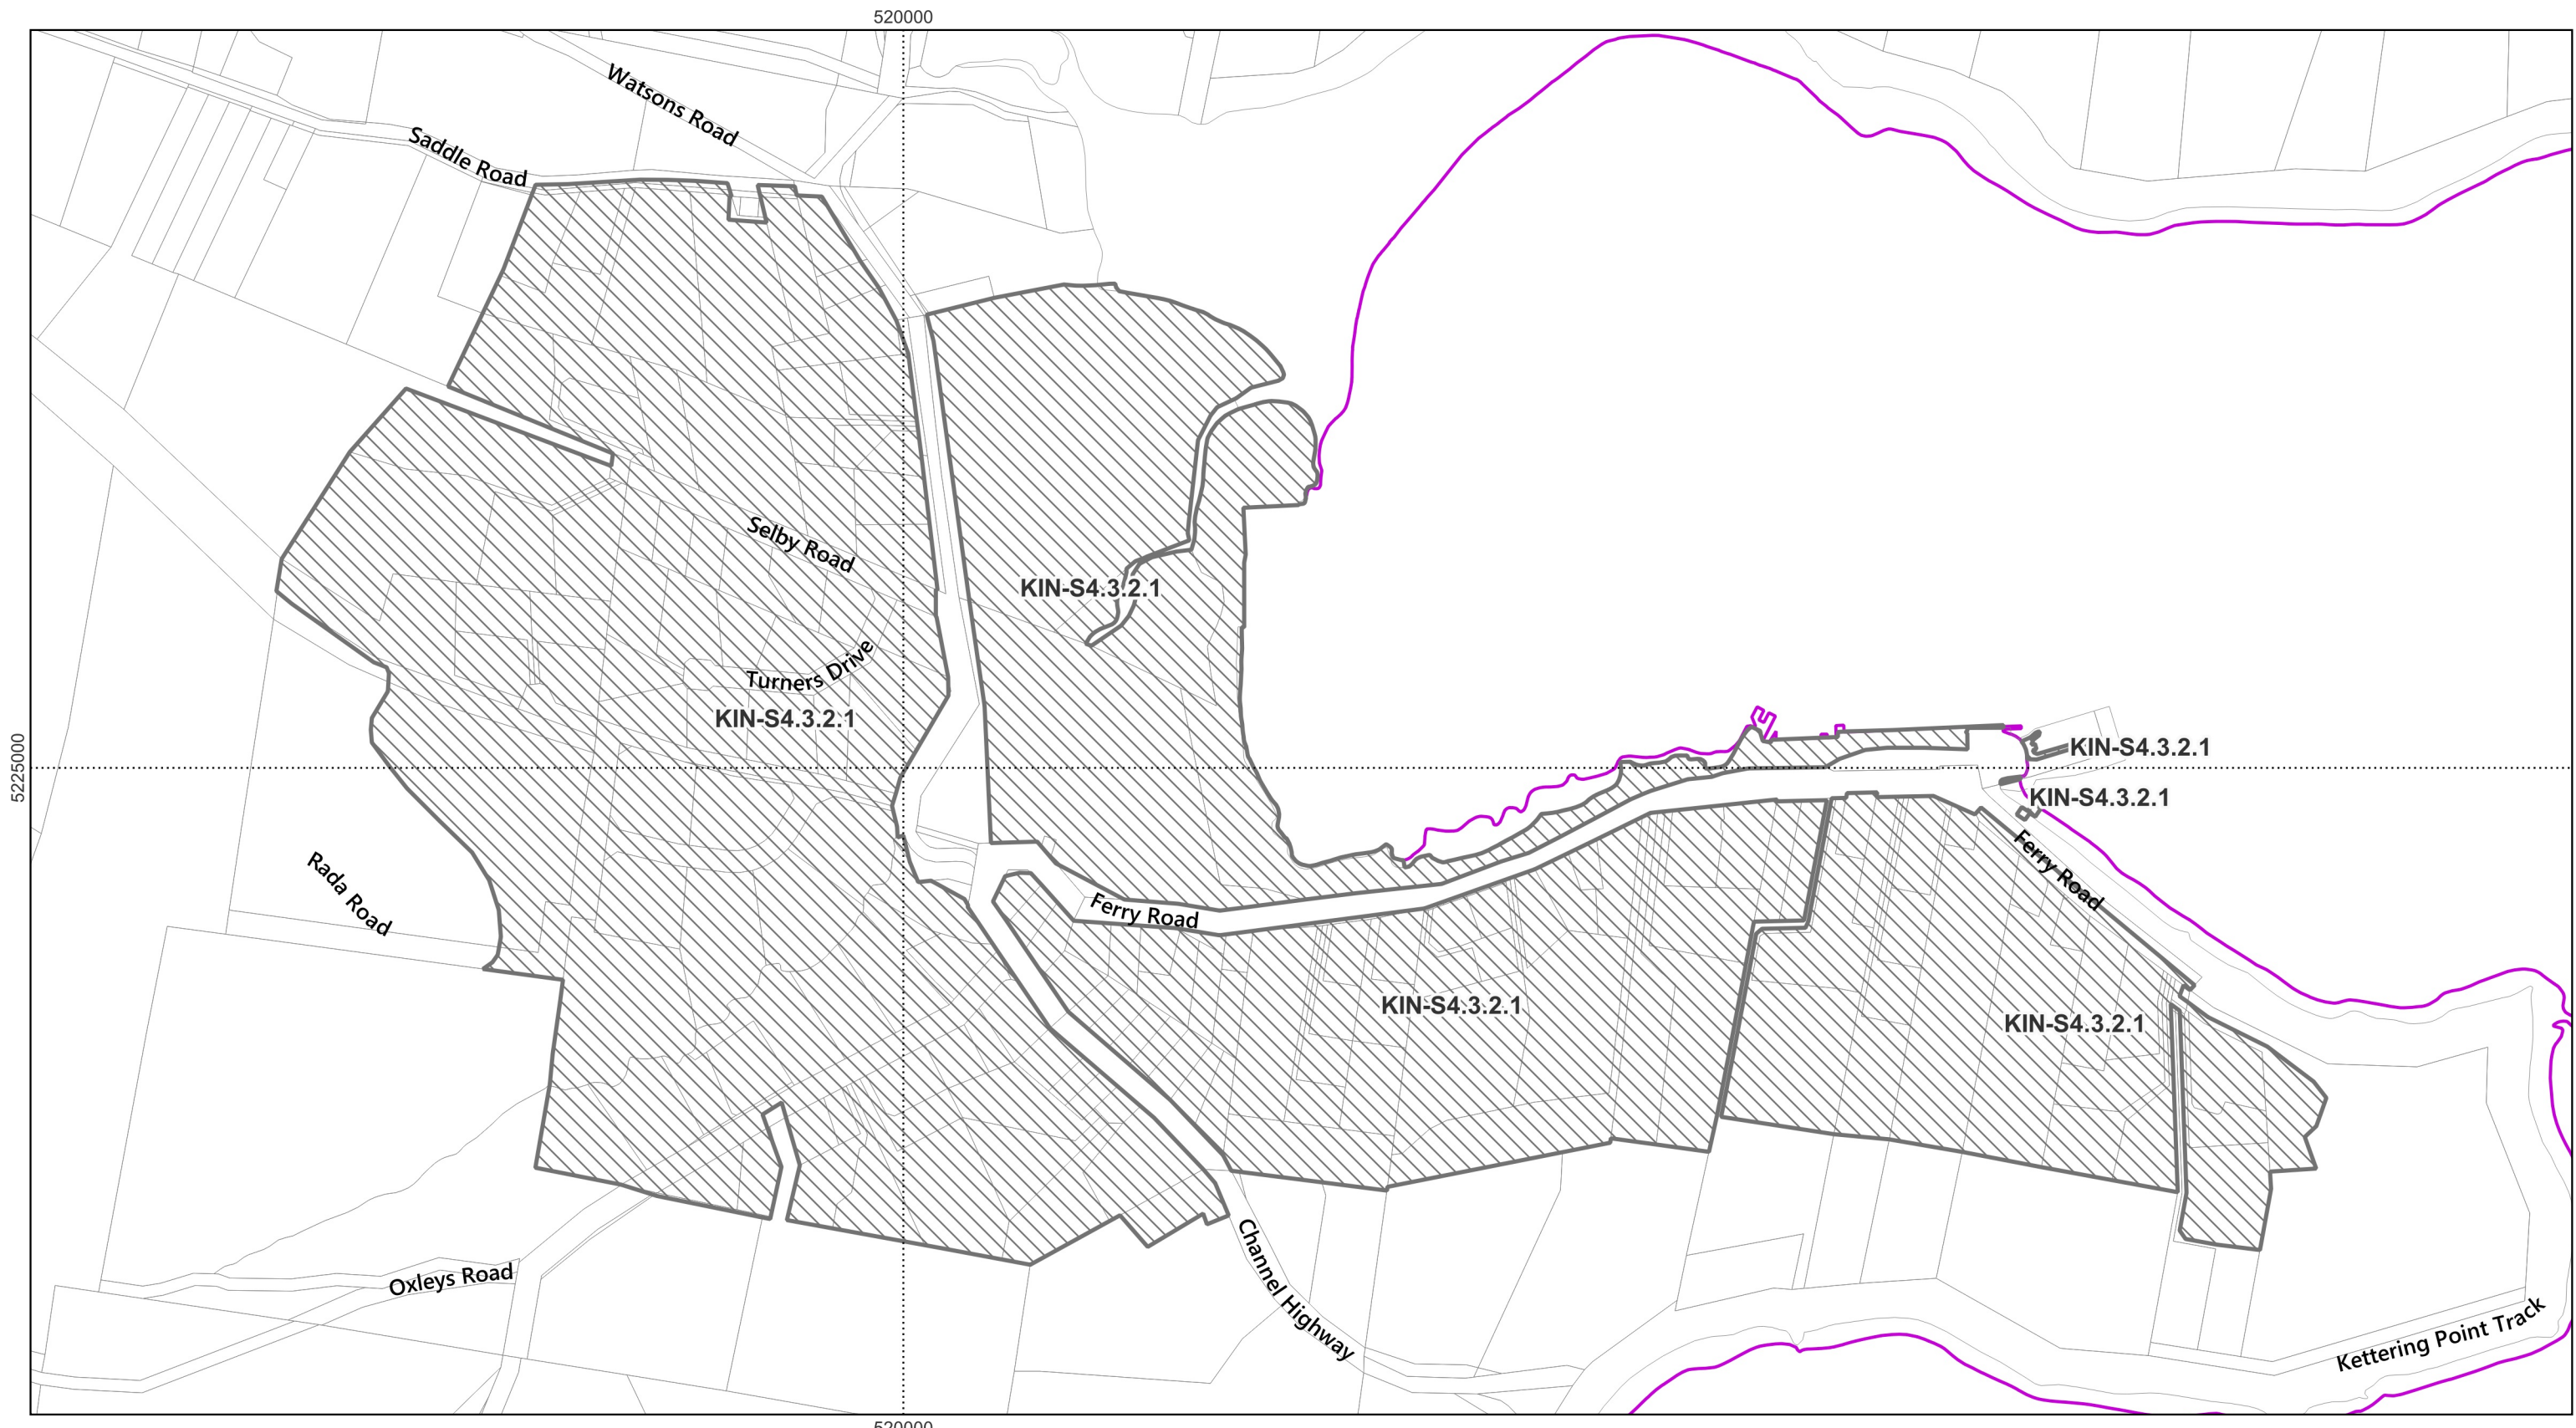 520000
Watsons Road
Saddle Road
Selby Road
KIN-S4.3.2.1
Turners Drive
KIN-S4.3.2.1
KIN-S4.3.2.1
5225000
KIN-S4.3.2.1
Ferry Road
Rada Road
Ferry Road
KIN-S4.3.2.1
KIN-S4.3.2.1
Channel Highway
Oxleys Road
Kettering Point Track
520000